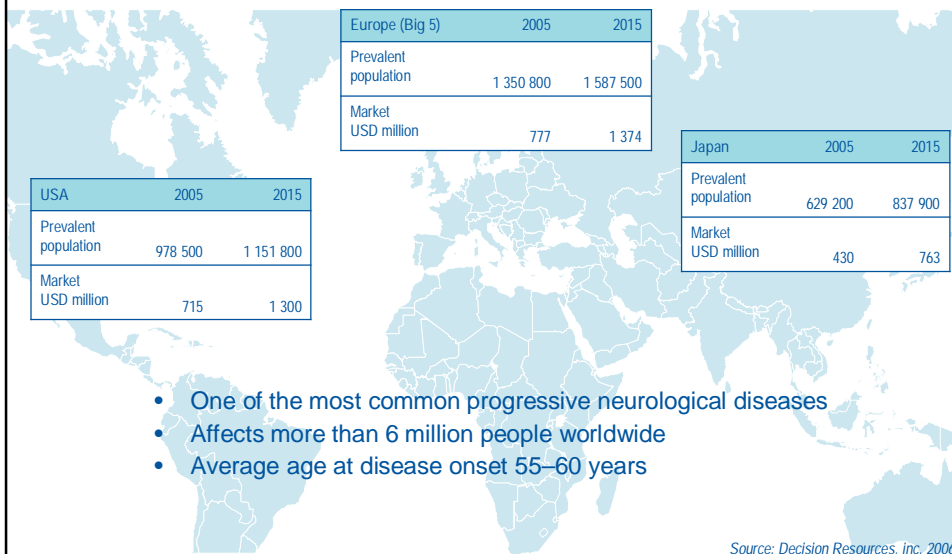 Europe (Big 5) 2005 2015
Prevalent
population 1 350 800 1 587 500
Market
USD million 777 1 374
Japan 2005 2015
Prevalent
population 629 200 837 900
Market
USD million 430 763
USA 2005 2015
Prevalent
population 978 500 1 151 800
Market
USD million 715 1 300
• One of the most common progressive neurological diseases
• Affects more than 6 million people worldwide
• Average age at disease onset 55–60 years
Source: Decision Resources, inc. 2006